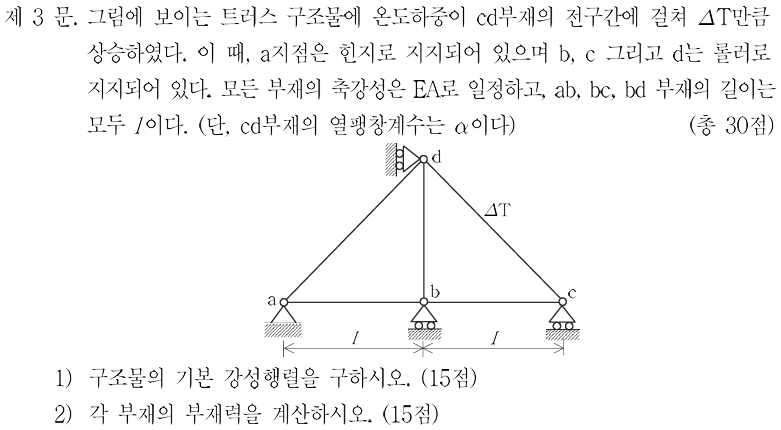 제 3 문. 그림에 보이는 트러스 구조물에 온도하중이 cd부재의 전구간에 걸쳐 ΔT만큼
상승하였다. 이 때, a지점은 힌지로 지지되어 있으며 b, c 그리고 d는 롤러로
지지되어 있다. 모든 부재의 축강성은 EA로 일정하고, ab, bc, bd 부재의 길이는
모두 l이다. (단, cd부재의 열팽창계수는 α이다) (총 30점)
d
ΔT
a
b
c
l
l
1) 구조물의 기본 강성행렬을 구하시오. (15점)
2) 각 부재의 부재력을 계산하시오. (15점)